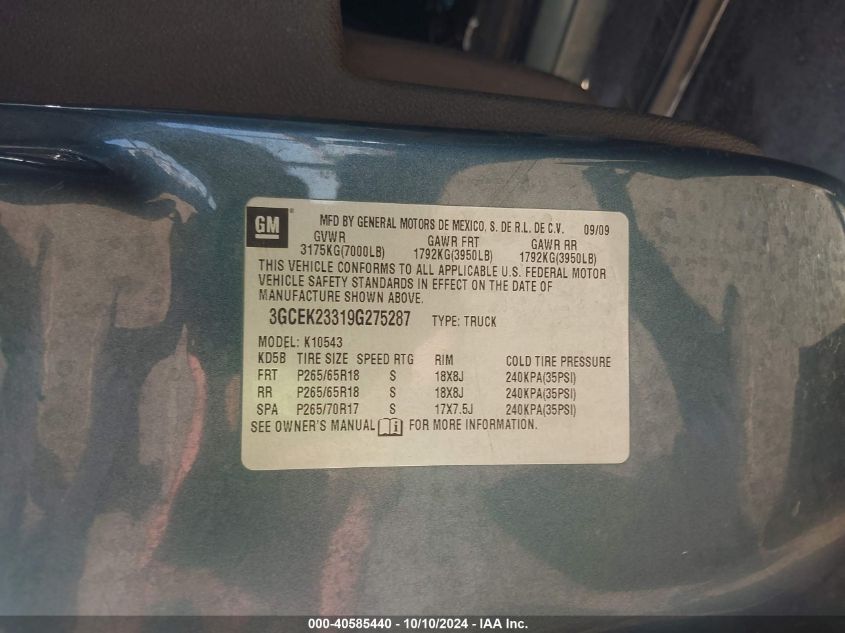 GM
MFD BY GENERAL MOTORS DE MEXICO, S. DE R.L. DE C.V. 09/09
GVWR GAWR FRT GAWR RR
3175KG(7000LB) 1792KG(3950LB) 1792KG(3950LB)
THIS VEHICLE CONFORMS TO ALL APPLICABLE U.S. FEDERAL MOTOR
VEHICLE SAFETY STANDARDS IN EFFECT ON THE DATE OF
MANUFACTURE SHOWN ABOVE.
3GCEK23319G275287 TYPE: TRUCK
MODEL: K10543
KD5B TIRE SIZE SPEED RTG RIM COLD TIRE PRESSURE
FRT P265/65R18 S 18X8J 240KPA(35PSI)
RR P265/65R18 S 18X8J 240KPA(35PSI)
SPA P265/70R17 S 17X7.5J 240KPA(35PSI)
SEE OWNER'S MANUAL i FOR MORE INFORMATION.
000-40585440 - 10/10/2024 - IAA Inc.